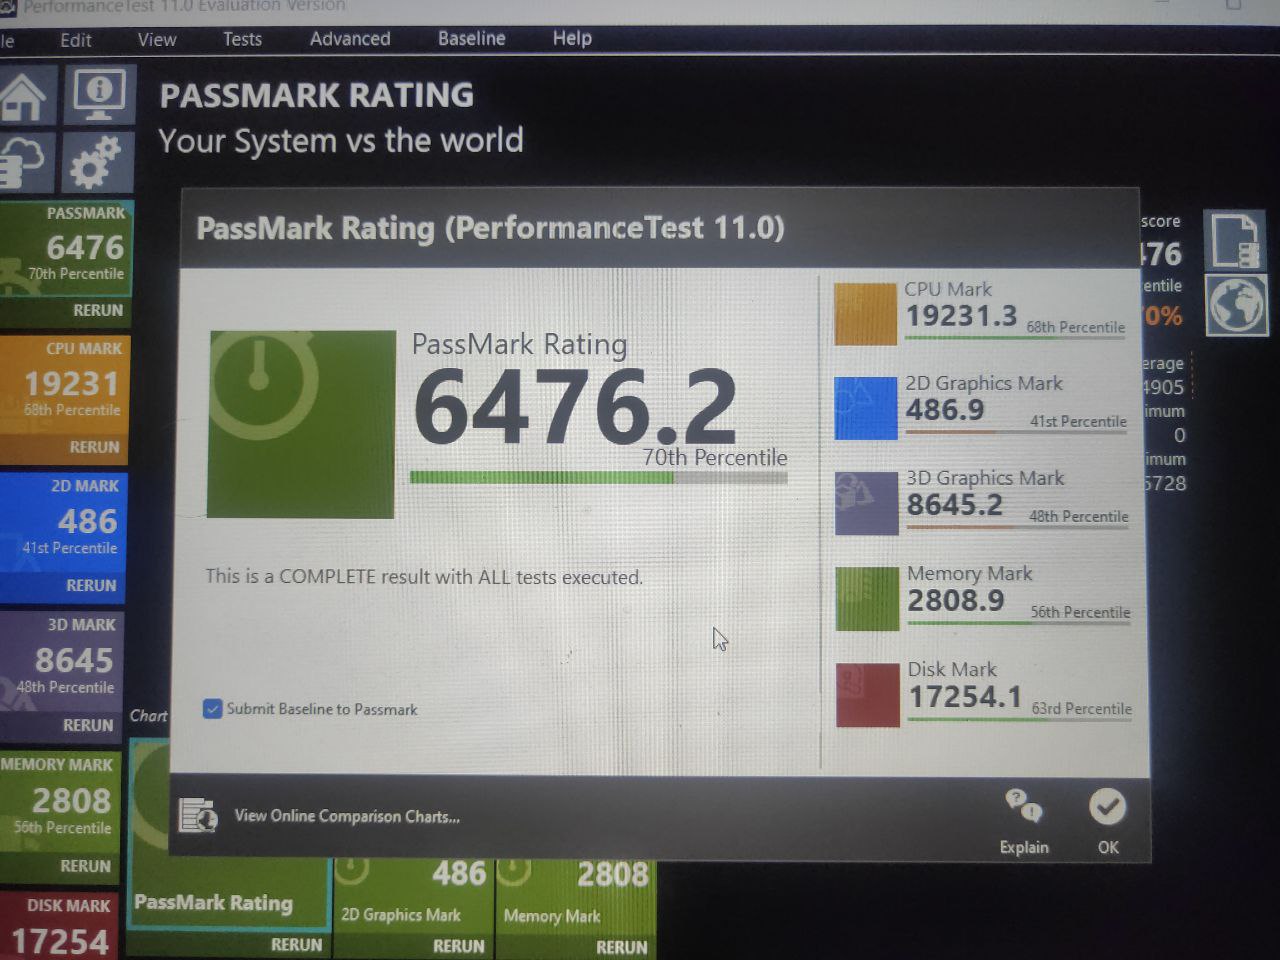 PerformanceTest 11.0 Evaluation Version
Edit View Tests Advanced Baseline Help
PASSMARK RATING
Your System vs the world
PASSMARK
6476
70th Percentile
RERUN
CPU MARK
19231
68th Percentile
RERUN
2D MARK
486
41st Percentile
RERUN
3D MARK
8645
48th Percentile
RERUN
MEMORY MARK
2808
56th Percentile
RERUN
DISK MARK
17254
PassMark Rating (PerformanceTest 11.0)
PassMark Rating
6476.2
70th Percentile
This is a COMPLETE result with ALL tests executed.
Submit Baseline to Passmark
CPU Mark
19231.3 68th Percentile
2D Graphics Mark
486.9 41st Percentile
3D Graphics Mark
8645.2 48th Percentile
Memory Mark
2808.9 56th Percentile
Disk Mark
17254.1 63rd Percentile
View Online Comparison Charts...
Explain
OK
score
476
entile
70%
erage
4905
imum
0
imum
5728
Chart
PassMark Rating
RERUN
486
2D Graphics Mark
RERUN
2808
Memory Mark
RERUN